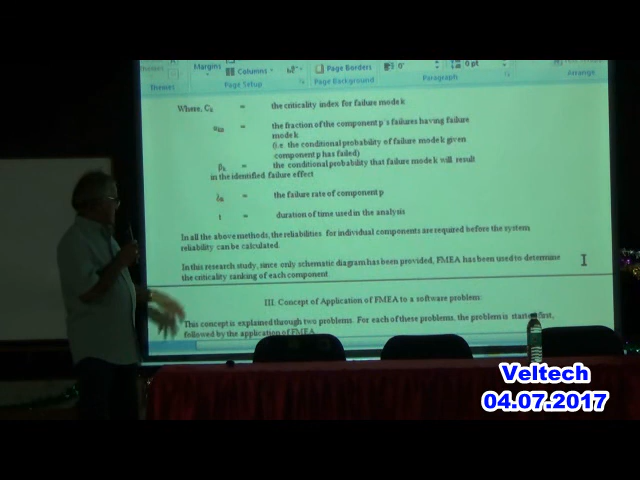 Themes
Margins
Columns
Page Borders
0"
0 pt
Themes
Page Setup
Page Background
Paragraph
Arrange
Where, Ck = the criticality index for failure mode k
= the fraction of the component p's failures having failure
mode k
(i.e. the conditional probability of failure mode k given
component p has failed)
βk = the conditional probability that failure mode k will result
in the identified failure effect
= the failure rate of component p
t = duration of time used in the analysis
In all the above methods, the reliabilities for individual components are required before the system
reliability can be calculated.
In this research study, since only schematic diagram has been provided, FMEA has been used to determine
the criticality ranking of each component.
III. Concept of Application of FMEA to a software problem:
This concept is explained through two problems. For each of these problems, the problem is stated first,
followed by the application of FMEA.
Veltech
04.07.2017